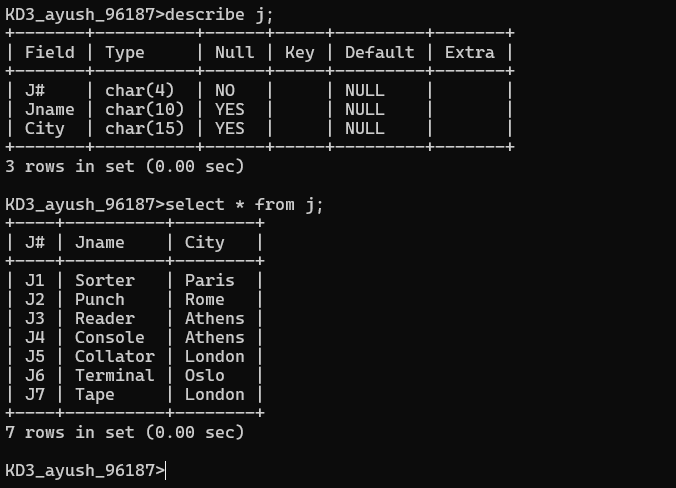 KD3_ayush_96187>describe j;
+-------+----------+------+-----+---------+-------+
| Field | Type     | Null | Key | Default | Extra |
+-------+----------+------+-----+---------+-------+
| J#    | char(4)  | NO   |     | NULL    |       |
| Jname | char(10) | YES  |     | NULL    |       |
| City  | char(15) | YES  |     | NULL    |       |
+-------+----------+------+-----+---------+-------+
3 rows in set (0.00 sec)

KD3_ayush_96187>select * from j;
+----+----------+--------+
| J# | Jname    | City   |
+----+----------+--------+
| J1 | Sorter   | Paris  |
| J2 | Punch    | Rome   |
| J3 | Reader   | Athens |
| J4 | Console  | Athens |
| J5 | Collator | London |
| J6 | Terminal | Oslo   |
| J7 | Tape     | London |
+----+----------+--------+
7 rows in set (0.00 sec)

KD3_ayush_96187>